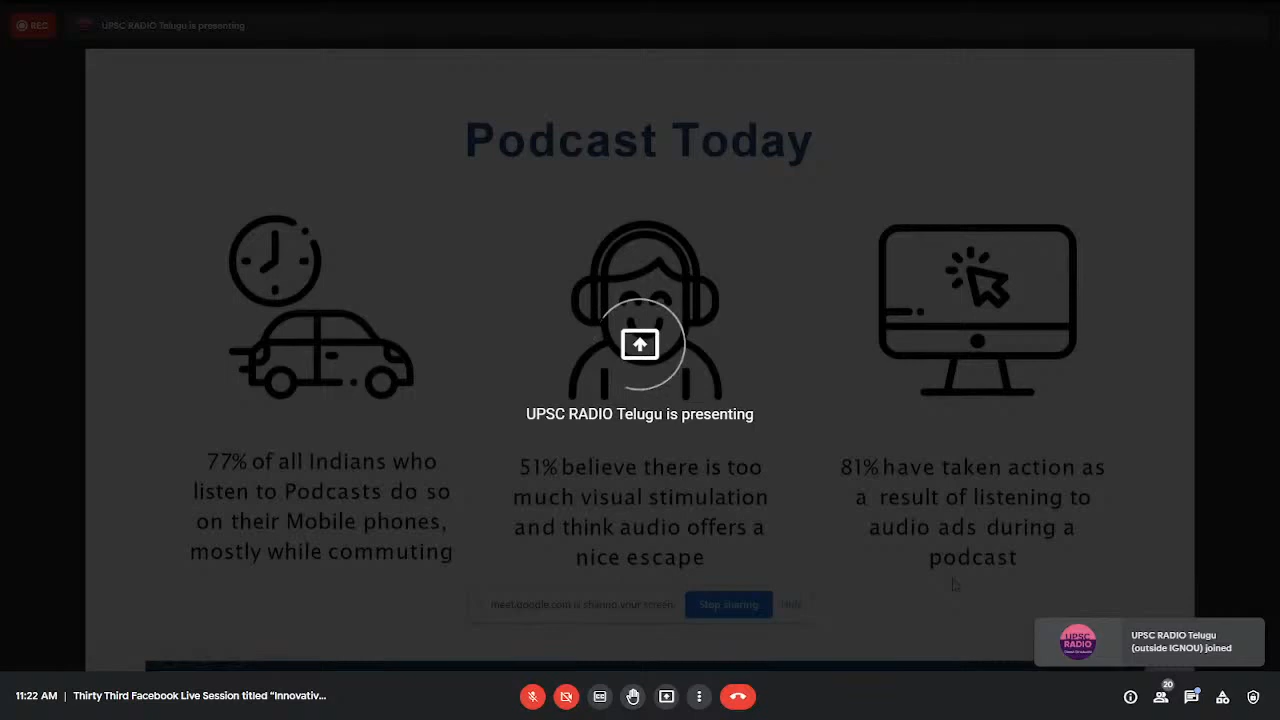 REC
UPSC RADIO Telugu is presenting
Podcast Today
77% of all Indians who
listen to Podcasts do so
on their Mobile phones,
mostly while commuting
51% believe there is too
much visual stimulation
and think audio offers a
nice escape
81% have taken action as
a result of listening to
audio ads during a
podcast
UPSC RADIO Telugu is presenting
meet.google.com is sharing your screen.
Stop sharing
Hide
UPSC
RADIO
UPSC RADIO Telugu
(outside IGNOU) joined
11:22 AM | Thirty Third Facebook Live Session titled “Innovativ...
20